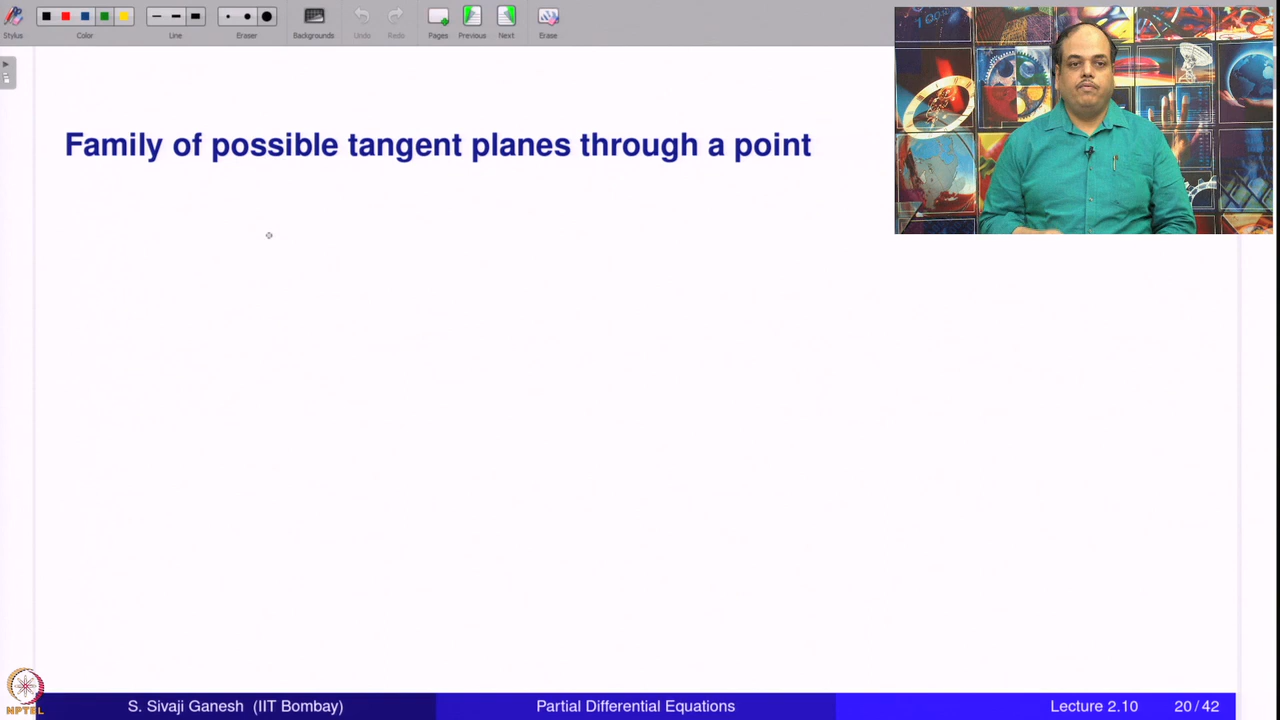 Stylus
Color
Line
Eraser
Backgrounds
Undo
Redo
Pages
Previous
Next
Erase
Family of possible tangent planes through a point
NPTEL
S. Sivaji Ganesh (IIT Bombay)
Partial Differential Equations
Lecture 2.10
20 / 42